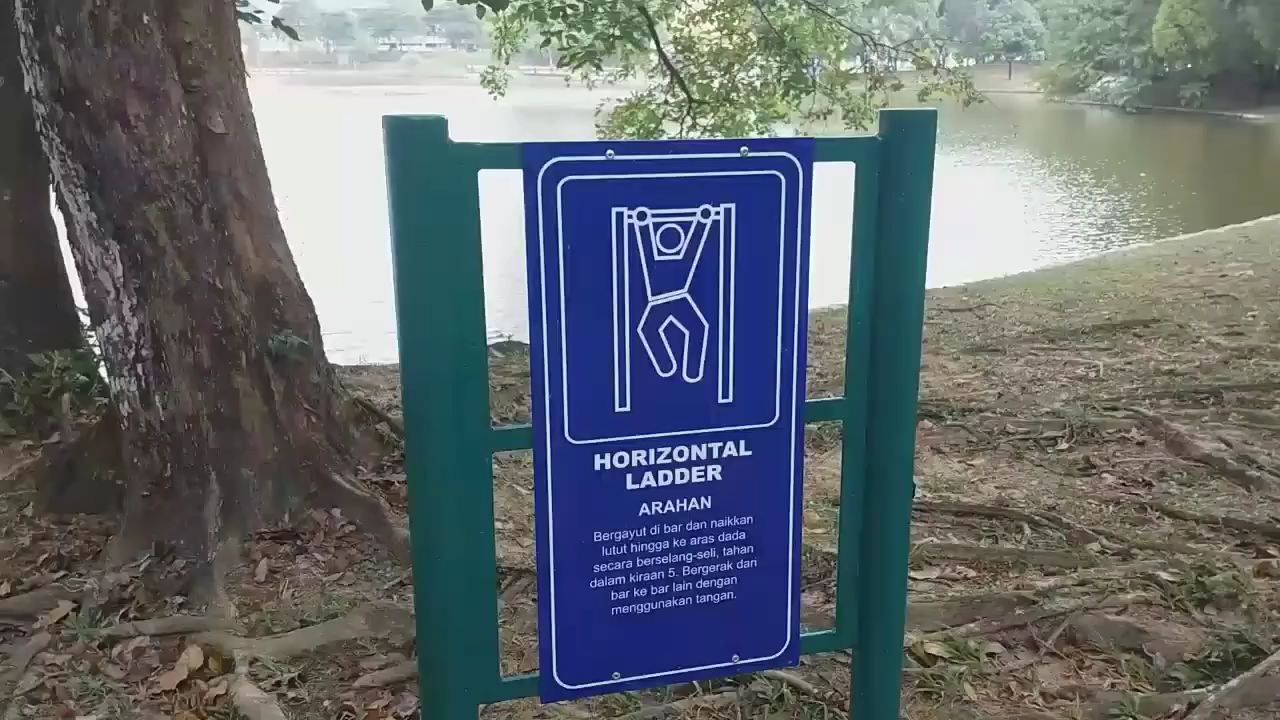 HORIZONTAL
LADDER
ARAHAN
Bergayut di bar dan naikkan
lutut hingga ke aras dada
secara berselang-seli, tahan
dalam kiraan 5. Bergerak dari
bar ke bar lain dengan
menggunakan tangan.